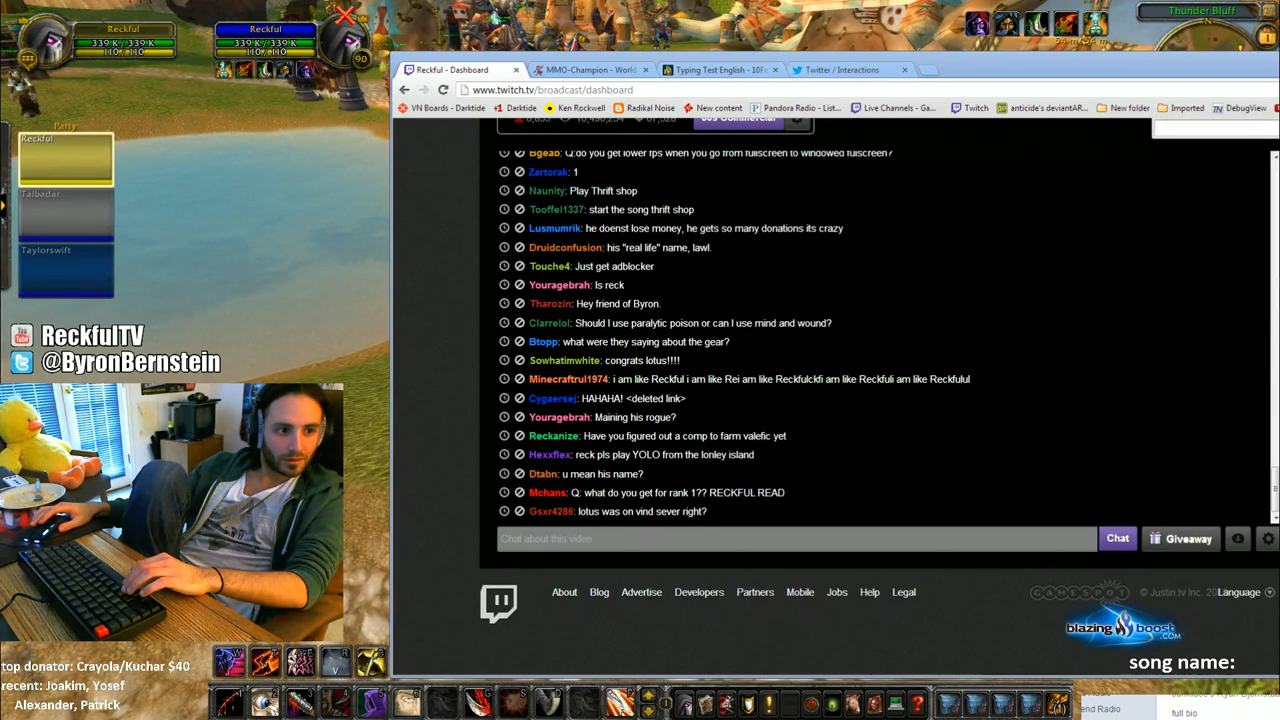 Reckful
339 K / 339 K
110 / 110
Reckful
339 K / 339 K
110 / 110
90
Thunder Bluff
Party
Reckful
Talbadar
Taylorswift
ReckfulTV
@ByronBernstein
Reckful - Dashboard
MMO-Champion - World
Typing Test English - 10Fa
Twitter / Interactions
www.twitch.tv/broadcast/dashboard
VN Boards - Darktide
+1 Darktide
Ken Rockwell
Radikal Noise
New content
Pandora Radio - List...
Live Channels - Ga...
Twitch
anticide's deviantAR...
New folder
Imported
DebugView
Bgeab: Q:do you get lower fps when you go from fullscreen to windowed fullscreen?
Zartorak: 1
Naunity: Play Thrift shop
Tooffel1337: start the song thrift shop
Lusmumrik: he doenst lose money, he gets so many donations its crazy
Druidconfusion: his "real life" name, lawl.
Touche4: Just get adblocker
Youragebrah: Is reck
Tharozin: Hey friend of Byron.
Clarrelol: Should I use paralytic poison or can I use mind and wound?
Btopp: what were they saying about the gear?
Sowhatimwhite: congrats lotus!!!!
Minecraftrul1974: i am like Reckful i am like Rei am like Reckfulckfi am like Reckfuli am like Reckfulul
Cygaersej: HAHAHA! <deleted link>
Youragebrah: Maining his rogue?
Reckanize: Have you figured out a comp to farm valefic yet
Hexxflex: reck pls play YOLO from the lonley island
Dtabn: u mean his name?
Mchans: Q: what do you get for rank 1?? RECKFUL READ
Gsxr4286: lotus was on vind sever right?
Chat about this video
Chat
Giveaway
About
Blog
Advertise
Developers
Partners
Mobile
Jobs
Help
Legal
GAMESPOT
© Justin.tv Inc. 20
Language
blazing boost
.COM
song name:
top donator: Crayola/Kuchar $40
recent: Joakim, Yosef
Alexander, Patrick
end Radio
full bio